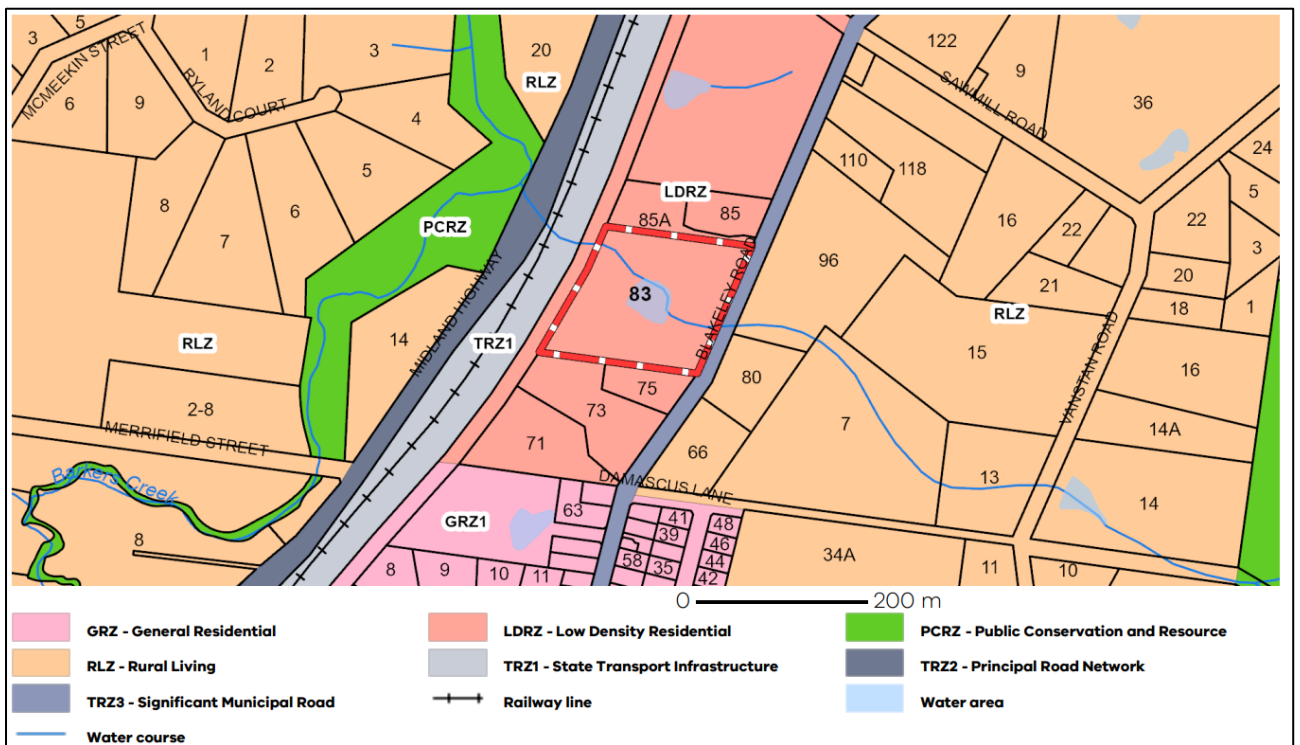 5
3
MCMEEKIN STREET
6
9
1
2
3
RYLAND COURT
4
5
20
RLZ
8
7
6
PCRZ
14
RLZ
2-8
MERRIFIELD STREET
Barkers Creek
8
MIDLAND HIGHWAY
TRZ1
LDRZ
85A
85
83
BLAKELEY ROAD
75
73
71
80
66
DAMASCUS LANE
GRZ1
63
41
39
58
35
48
46
44
42
8
9
10
11
122
9
36
SAWMILL ROAD
110
118
96
16
22
21
RLZ
24
5
22
3
20
18
1
15
VANSTAN ROAD
16
14A
7
13
14
34A
11
10
0 200 m
GRZ - General Residential
LDRZ - Low Density Residential
PCRZ - Public Conservation and Resource
RLZ - Rural Living
TRZ1 - State Transport Infrastructure
TRZ2 - Principal Road Network
TRZ3 - Significant Municipal Road
Railway line
Water area
Water course